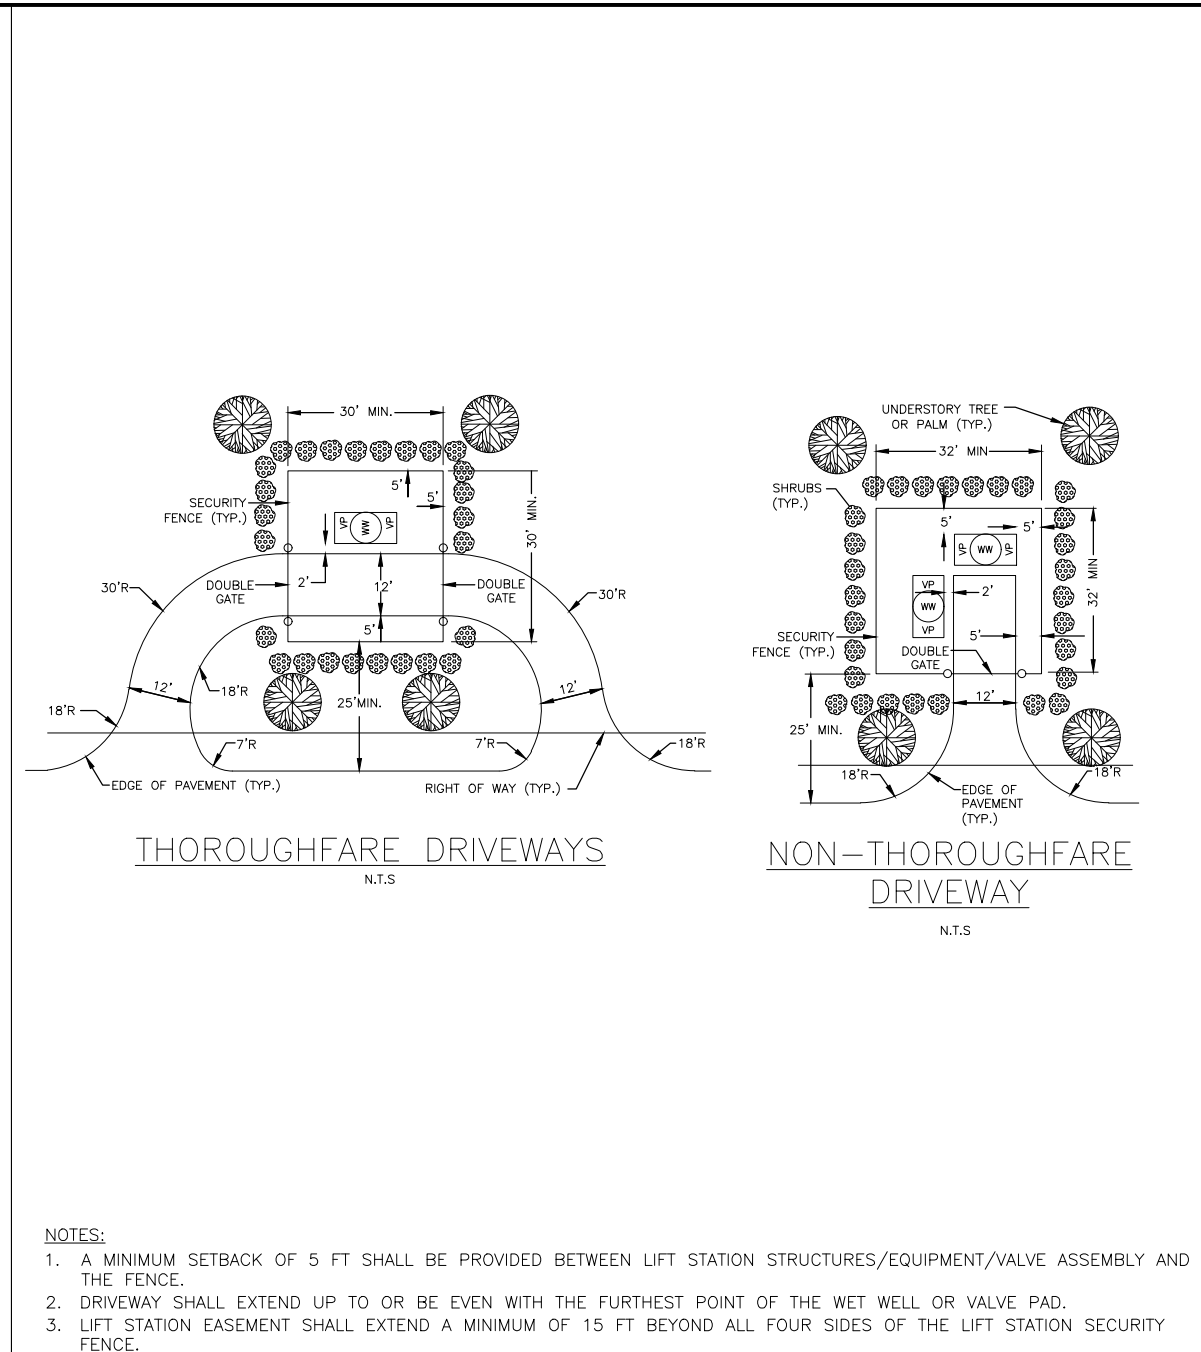 30' MIN.
5'
5'
SECURITY
FENCE (TYP.)
VP
WW
VP
30' MIN.
30'R
DOUBLE
GATE
2'
12'
DOUBLE
GATE
30'R
5'
12'
18'R
25'MIN.
12'
18'R
7'R
7'R
18'R
EDGE OF PAVEMENT (TYP.)
RIGHT OF WAY (TYP.)
THOROUGHFARE DRIVEWAYS
N.T.S
UNDERSTORY TREE
OR PALM (TYP.)
32' MIN
SHRUBS
(TYP.)
5'
5'
VP
WW
VP
VP
WW
VP
2'
32' MIN
5'
SECURITY
FENCE (TYP.)
DOUBLE
GATE
12'
25' MIN.
18'R
18'R
EDGE OF
PAVEMENT
(TYP.)
NON-THOROUGHFARE
DRIVEWAY
N.T.S
NOTES:
1. A MINIMUM SETBACK OF 5 FT SHALL BE PROVIDED BETWEEN LIFT STATION STRUCTURES/EQUIPMENT/VALVE ASSEMBLY AND
THE FENCE.
2. DRIVEWAY SHALL EXTEND UP TO OR BE EVEN WITH THE FURTHEST POINT OF THE WET WELL OR VALVE PAD.
3. LIFT STATION EASEMENT SHALL EXTEND A MINIMUM OF 15 FT BEYOND ALL FOUR SIDES OF THE LIFT STATION SECURITY
FENCE.